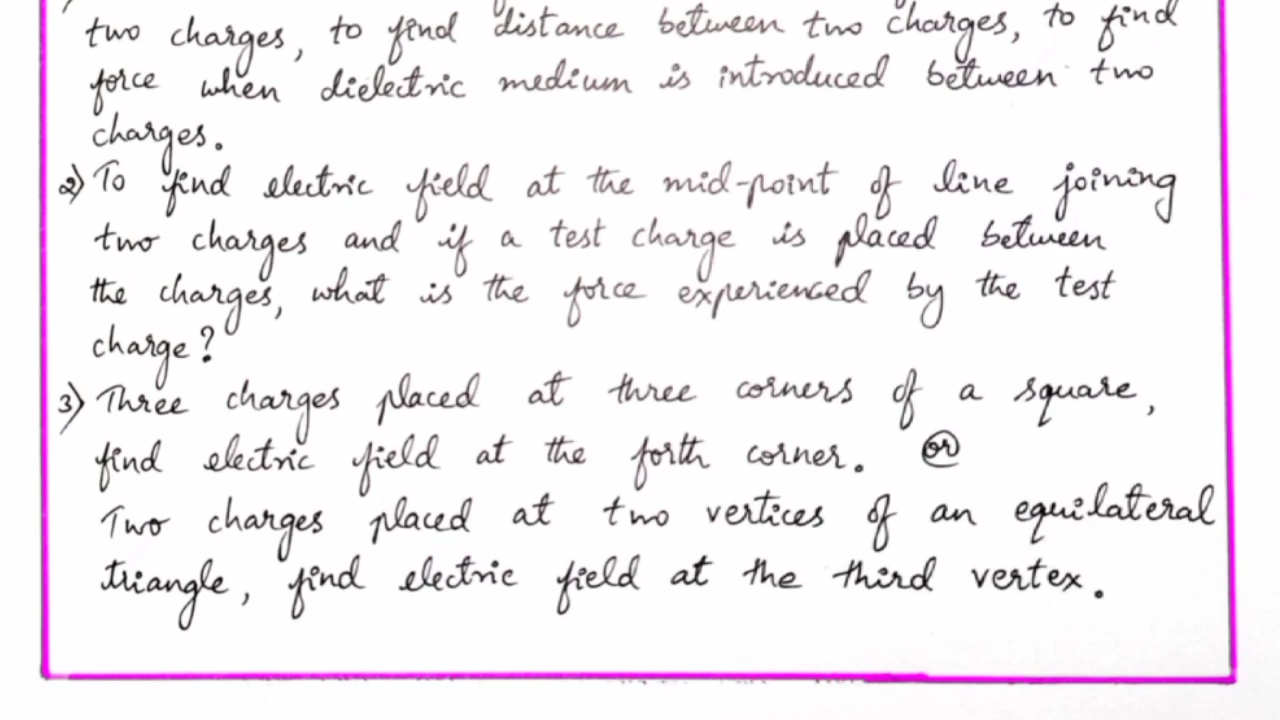 two charges, to find distance between two charges, to find
force when dielectric medium is introduced between two
charges.
2) To find electric field at the mid-point of line joining
two charges and if a test charge is placed between
the charges, what is the force experienced by the test
charge?
3) Three charges placed at three corners of a square,
find electric field at the forth corner. or
Two charges placed at two vertices of an equilateral
triangle, find electric field at the third vertex.